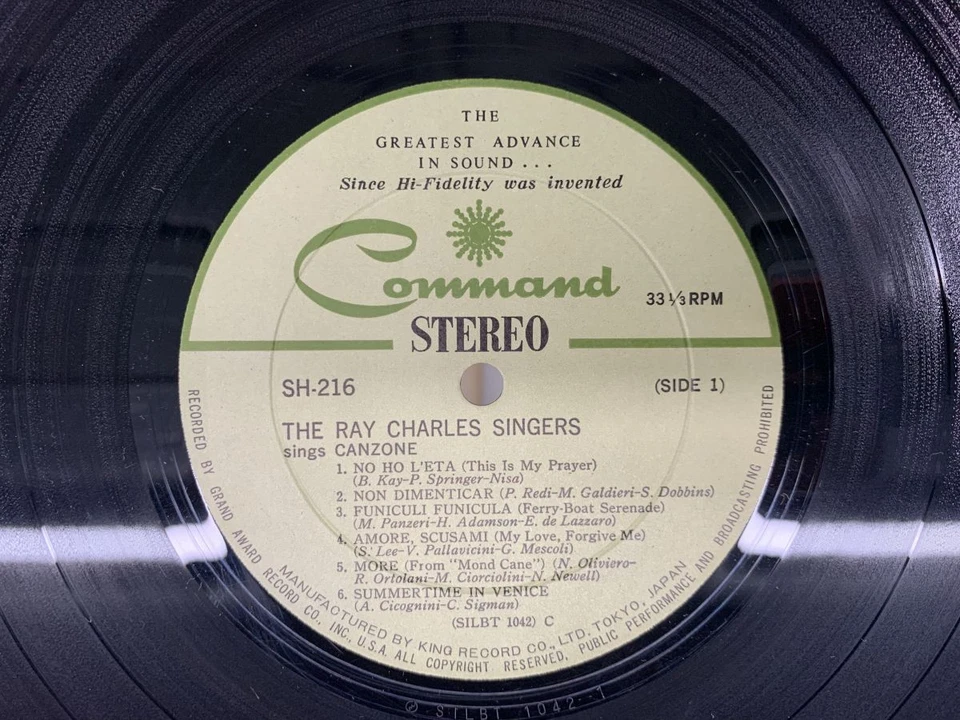 THE
GREATEST ADVANCE
IN SOUND...
Since Hi-Fidelity was invented
Command
33 1/3 RPM
STEREO
SH-216
(SIDE 1)
THE RAY CHARLES SINGERS
sings CANZONE
1. NO HO L'ETA (This Is My Prayer)
(B. Kay-P. Springer-Nisa)
2. NON DIMENTICAR (P. Redi-M. Galdieri-S. Dobbins)
3. FUNICULI FUNICULA (Ferry-Boat Serenade)
(M. Panzeri-H. Adamson-E. de Lazzaro)
4. AMORE, SCUSAMI (My Love, Forgive Me)
(S. Lee-V. Pallavicini-G. Mescoli)
5. MORE (From "Mond Cane") (N. Oliviero-
R. Ortolani-M. Ciorciolini-N. Newell)
6. SUMMERTIME IN VENICE
(A. Cicognini-C. Sigman)
(SILBT 1042) C
MANUFACTURED BY KING RECORD CO., LTD. TOKYO, JAPAN
RECORDED BY GRAND AWARD RECORD CO., INC., U.S.A. ALL COPYRIGHT RESERVED, PUBLIC PERFORMANCE AND BROADCASTING PROHIBITED
SILBT 1042-1